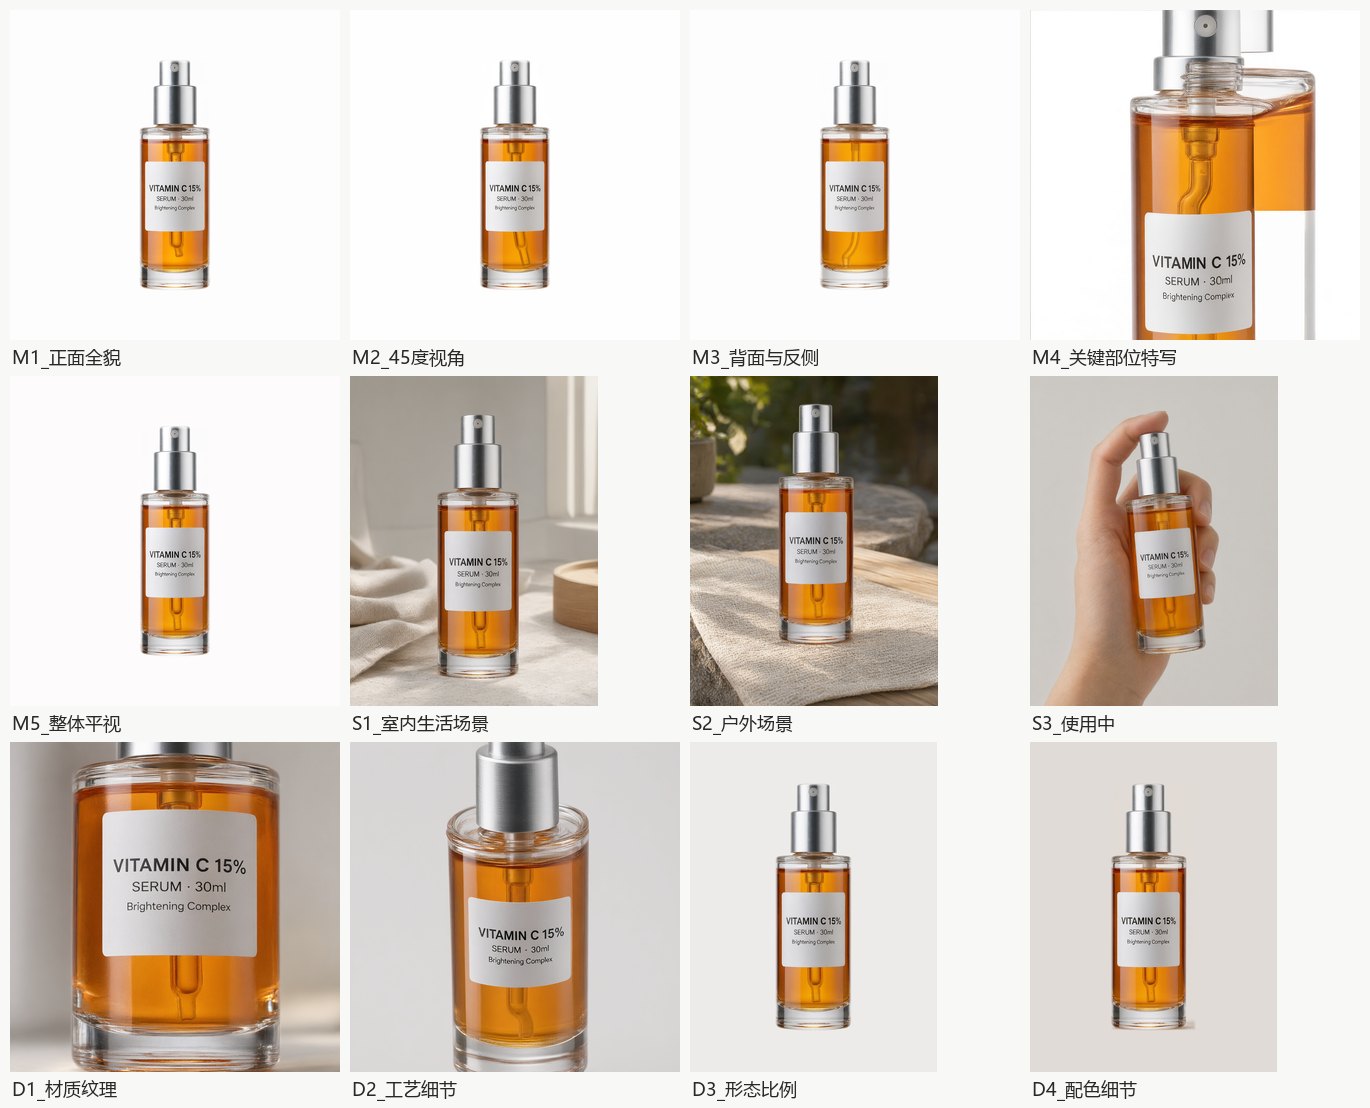 VITAMIN C 15%
SERUM · 30ml
Brightening Complex
M1_正面全貌
VITAMIN C 15%
SERUM · 30ml
Brightening Complex
M2_45度视角
VITAMIN C 15%
SERUM · 30ml
Brightening Complex
M3_背面与反侧
VITAMIN C 15%
SERUM · 30ml
Brightening Complex
M4_关键部位特写
VITAMIN C 15%
SERUM · 30ml
Brightening Complex
M5_整体平视
VITAMIN C 15%
SERUM · 30ml
Brightening Complex
S1_室内生活场景
VITAMIN C 15%
SERUM · 30ml
Brightening Complex
S2_户外场景
VITAMIN C 15%
SERUM · 30ml
Brightening Complex
S3_使用中
VITAMIN C 15%
SERUM · 30ml
Brightening Complex
D1_材质纹理
VITAMIN C 15%
SERUM · 30ml
Brightening Complex
D2_工艺细节
VITAMIN C 15%
SERUM · 30ml
Brightening Complex
D3_形态比例
VITAMIN C 15%
SERUM · 30ml
Brightening Complex
D4_配色细节